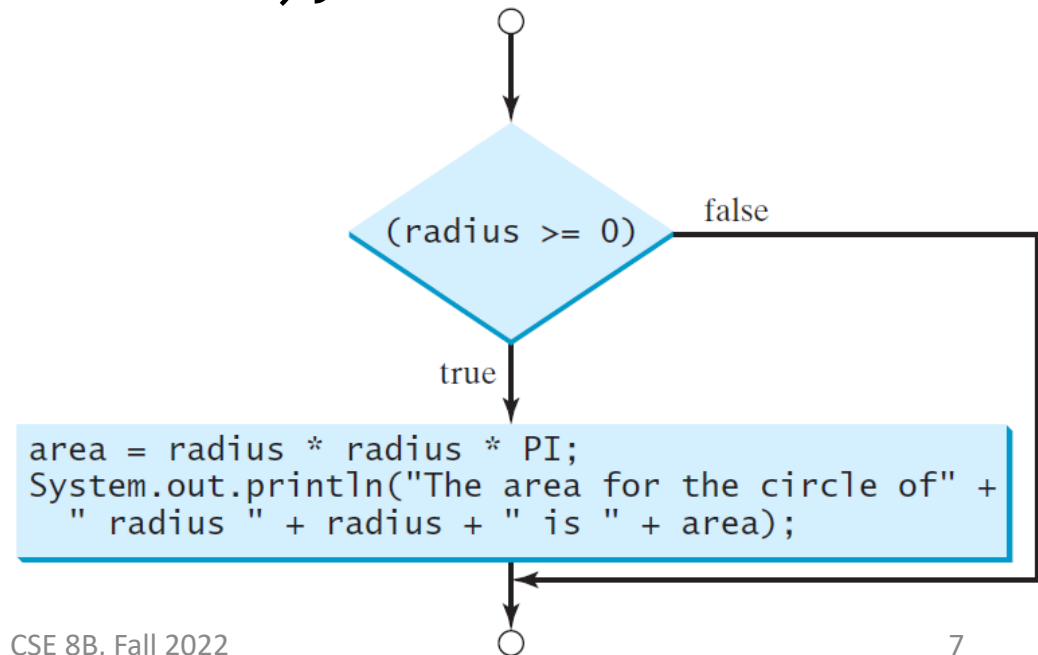 (radius >= 0)
false
true
area = radius * radius * PI;
System.out.println("The area for the circle of" +
" radius " + radius + " is " + area);
CSE 8B, Fall 2022
7